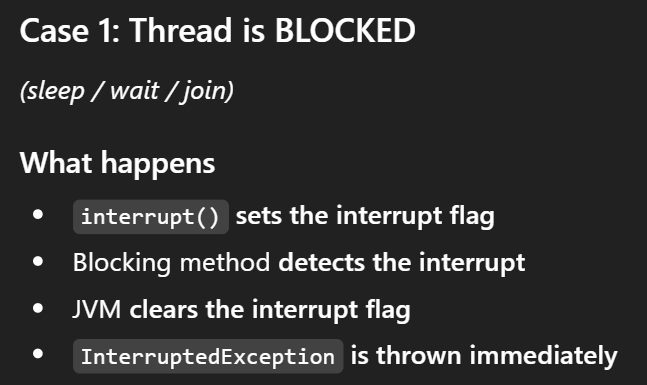 Case 1: Thread is BLOCKED
(sleep / wait / join)
What happens
• interrupt() sets the interrupt flag
• Blocking method detects the interrupt
• JVM clears the interrupt flag
• InterruptedException is thrown immediately